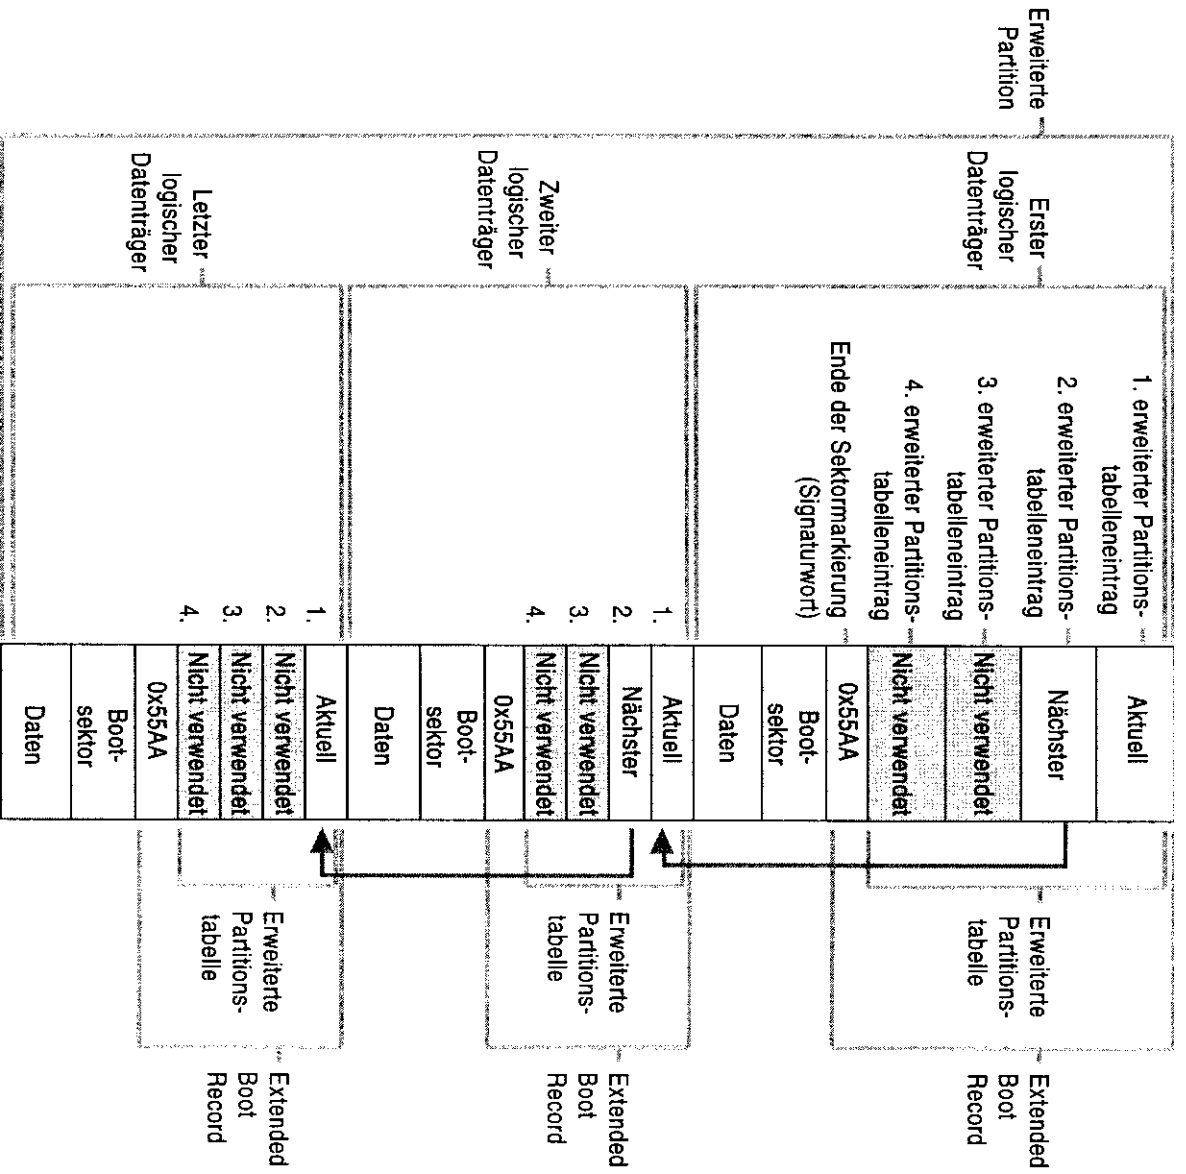 Erweiterte
Partition
Erster
logischer
Datenträger
1. erweiterter Partitions-
tabelleneintrag
2. erweiterter Partitions-
tabelleneintrag
3. erweiterter Partitions-
tabelleneintrag
4. erweiterter Partitions-
tabelleneintrag
Ende der Sektormarkierung
(Signaturwort)
Aktuell
Nächster
Nicht verwendet
Nicht verwendet
0x55AA
Boot-
sektor
Daten
Erweiterte
Partitions-
tabelle
Extended
Boot
Record
Zweiter
logischer
Datenträger
1.
2.
3.
4.
Aktuell
Nächster
Nicht verwendet
Nicht verwendet
0x55AA
Boot-
sektor
Daten
Erweiterte
Partitions-
tabelle
Extended
Boot
Record
Letzter
logischer
Datenträger
1.
2.
3.
4.
Aktuell
Nicht verwendet
Nicht verwendet
Nicht verwendet
0x55AA
Boot-
sektor
Daten
Erweiterte
Partitions-
tabelle
Extended
Boot
Record